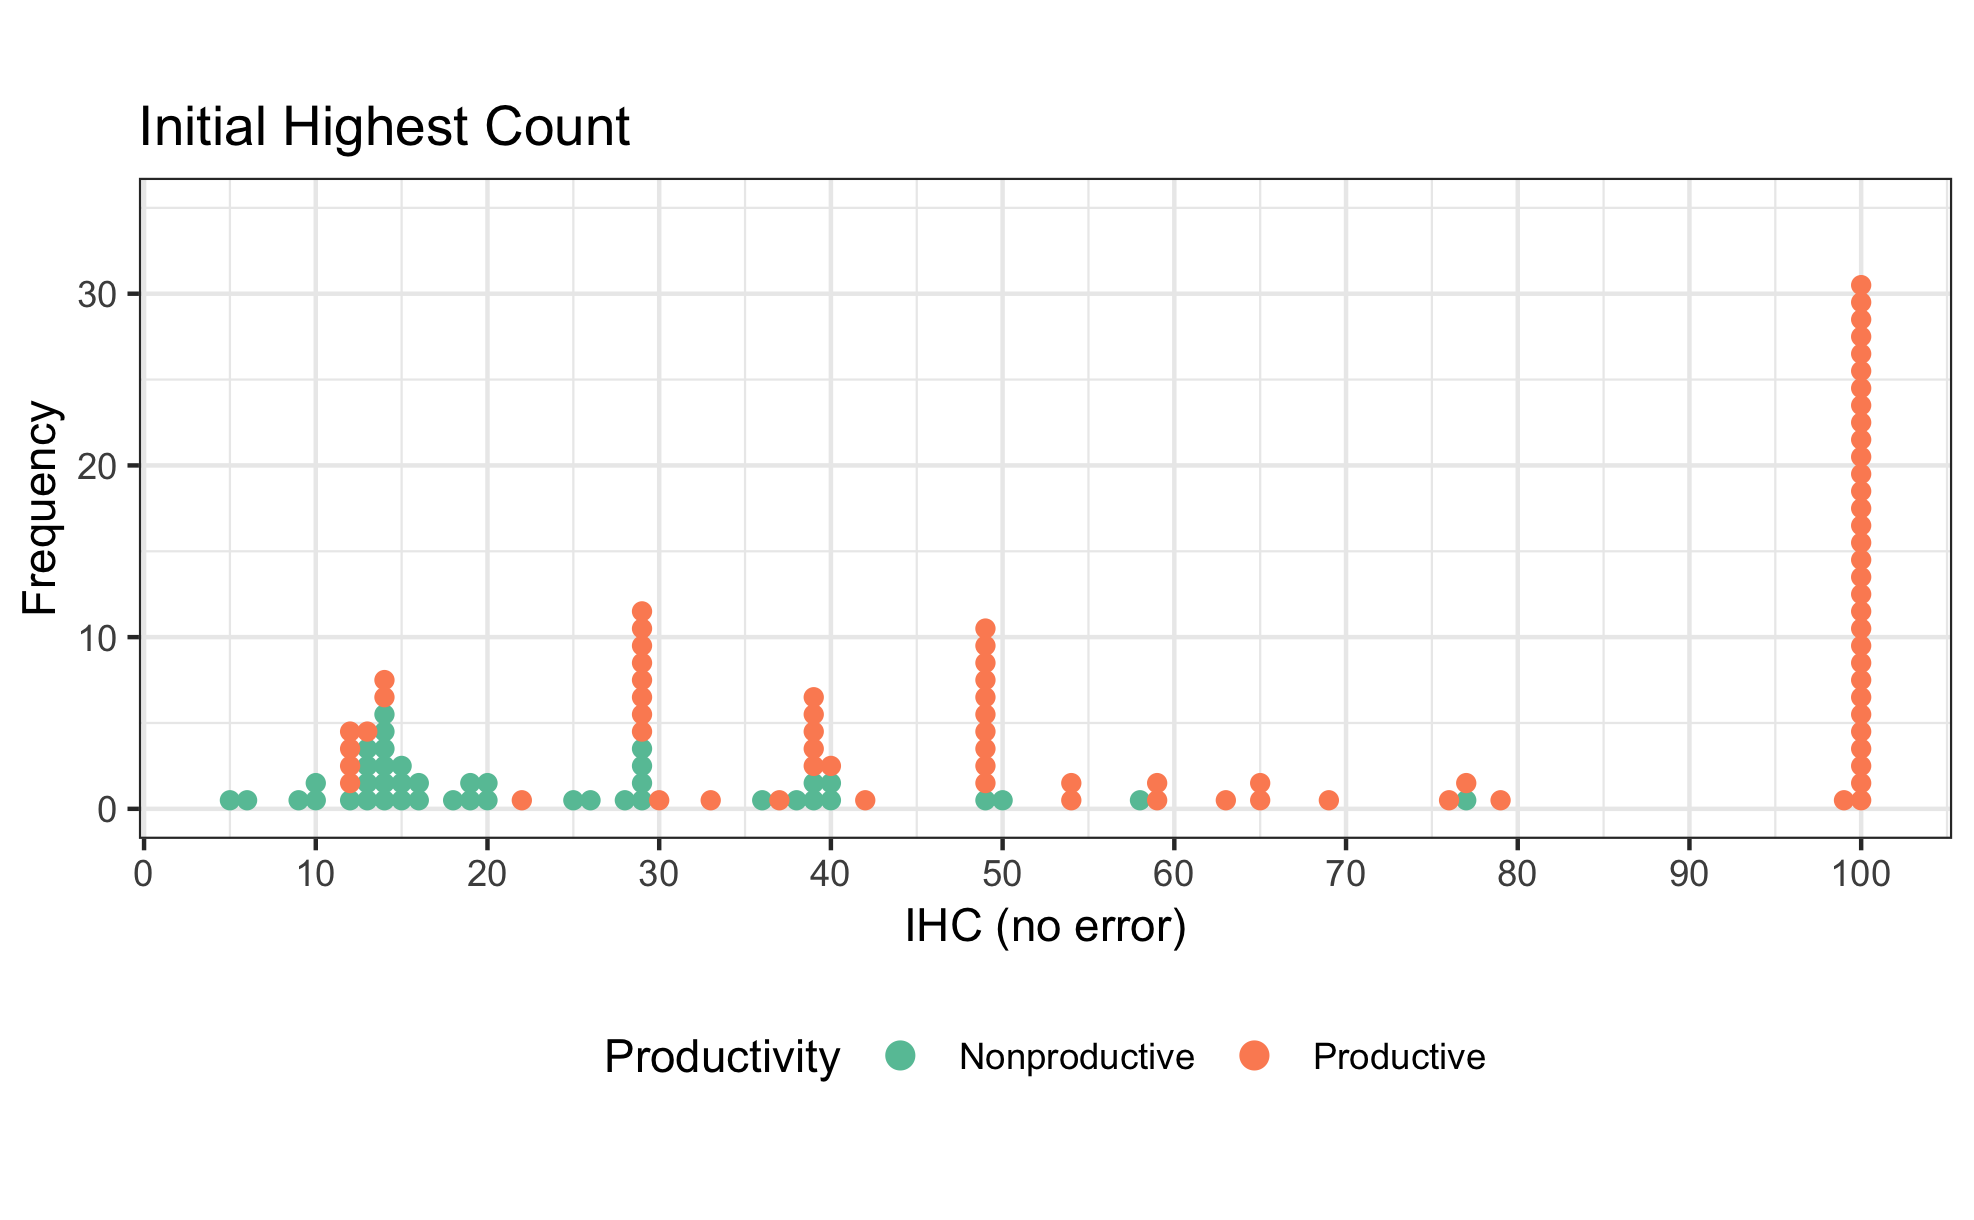 Initial Highest Count
Frequency
30
20
10
0
0 10 20 30 40 50 60 70 80 90 100
IHC (no error)
Productivity Nonproductive Productive